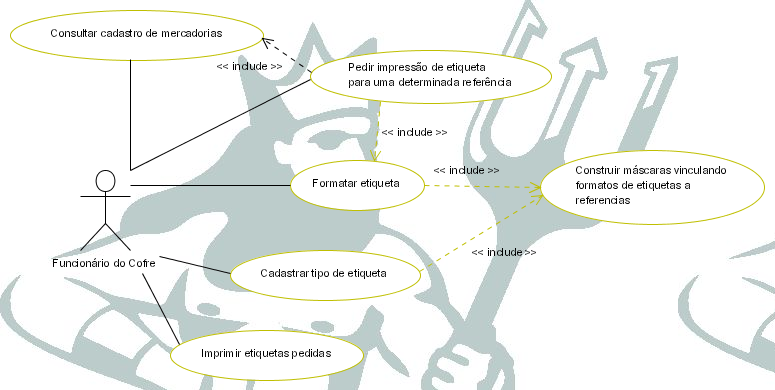 Consultar cadastro de mercadorias
<< include >>
Pedir impressão de etiqueta
para uma determinada referência
<< include >>
Formatar etiqueta
<< include >>
Construir máscaras vinculando
formatos de etiquetas a
referencias
Funcionário do Cofre
<< include >>
Cadastrar tipo de etiqueta
Imprimir etiquetas pedidas